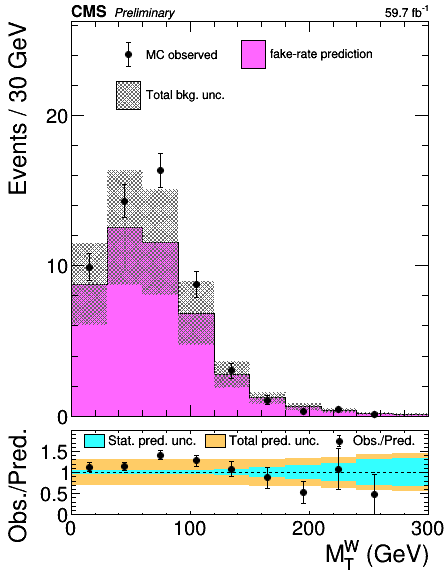 CMS Preliminary 59.7 fb⁻¹
Events / 30 GeV
MC observed
fake-rate prediction
Total bkg. unc.
20
10
0
Obs./Pred.
Stat. pred. unc.
Total pred. unc.
Obs./Pred.
1.5
1
0.5
0
0 100 200 300
M_T^W (GeV)